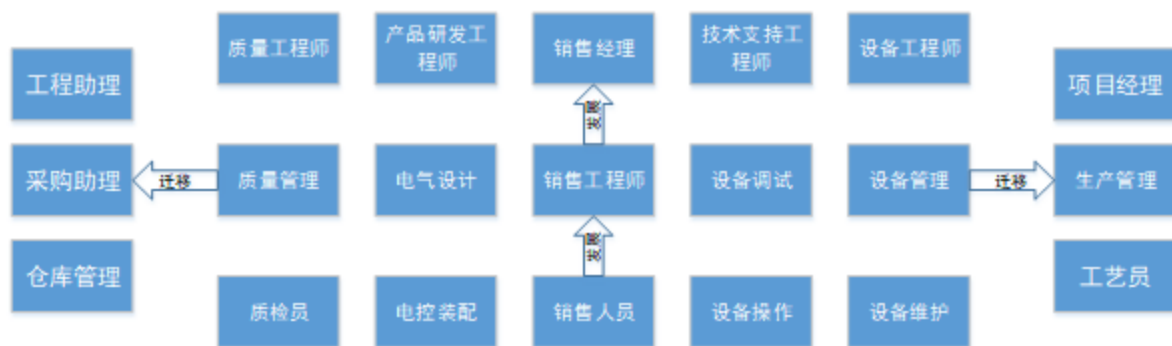 质量工程师
产品研发工
程师
销售经理
技术支持工
程师
设备工程师
工程助理
项目经理
发展
采购助理
迁移
质量管理
电气设计
销售工程师
设备调试
设备管理
迁移
生产管理
发展
仓库管理
工艺员
质检员
电控装配
销售人员
设备操作
设备维护